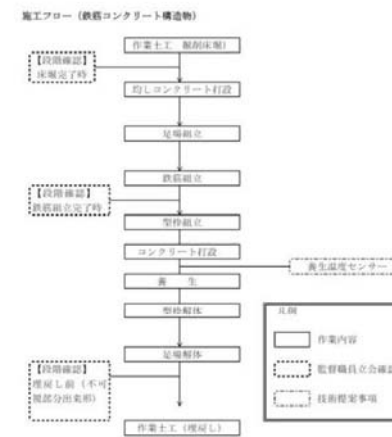 施工フロー（鉄筋コンクリート構造物）
作業土工　掘削床堀）
【段階確認】
床堀完了時
均しコンクリート打設
足場組立
鉄筋組立
【段階確認】
鉄筋組立完了時
型枠組立
コンクリート打設
養生温度センサー
養　生
型枠解体
凡例
作業内容
足場解体
【段階確認】
埋戻し前（不可
視部分出来形）
監督職員立会確認
技術提案事項
作業土工（埋戻し）